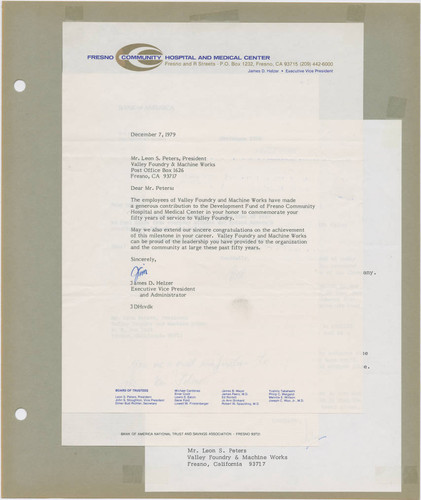 FRESNO COMMUNITY HOSPITAL AND MEDICAL CENTER
Fresno and R Streets · P.O. Box 1232, Fresno, CA 93715 (209) 442-6000
James D. Helzer • Executive Vice President
December 7, 1979
Mr. Leon S. Peters, President
Valley Foundry & Machine Works
Post Office Box 1626
Fresno, CA 93717
Dear Mr. Peters:
The employees of Valley Foundry and Machine Works have made
a generous contribution to the Development Fund of Fresno Community
Hospital and Medical Center in your honor to commemorate your
fifty years of service to Valley Foundry.
May we also extend our sincere congratulations on the achievement
of this milestone in your career. Valley Foundry and Machine Works
can be proud of the leadership you have provided to the organization
and the community at large these past fifty years.
Sincerely,
Jim
James D. Helzer
Executive Vice President
and Administrator
JDH:vdk
BOARD OF TRUSTEES
Leon S. Peters, President
BANK OF AMERICA NATIONAL TRUST AND SAVINGS ASSOCIATION - FRESNO
Mr. Leon S. Peters
Valley Foundry & Machine Works
Fresno, California 93717